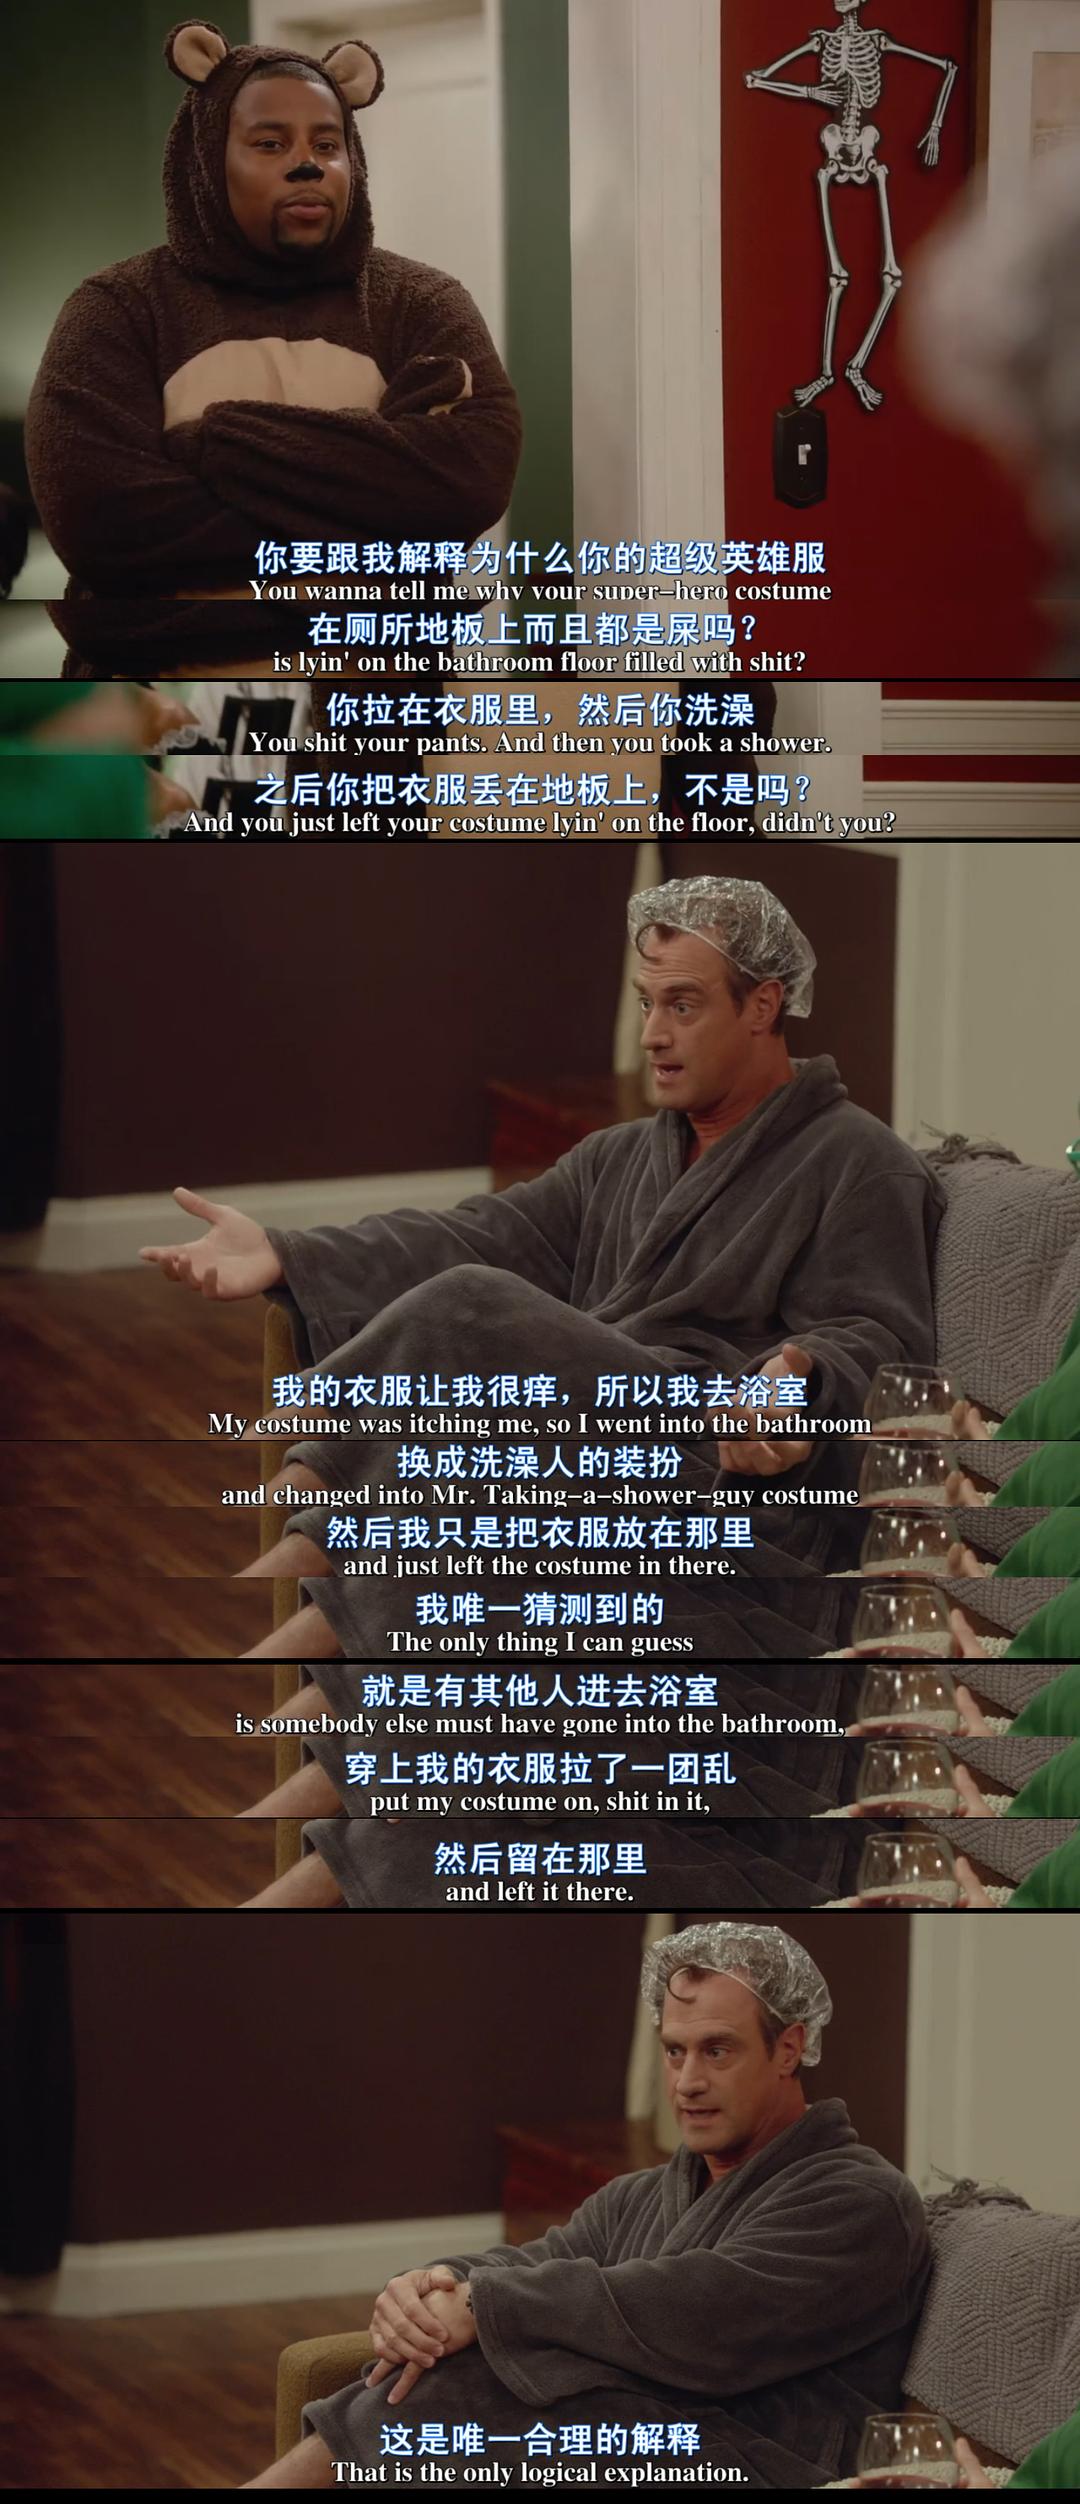 你要跟我解释为什么你的超级英雄服
You wanna tell me why your super-hero costume
在厕所地板上而且都是屎吗？
is lyin' on the bathroom floor filled with shit?
你拉在衣服里，然后你洗澡
You shit your pants. And then you took a shower.
之后你把衣服丢在地板上，不是吗？
And you just left your costume lyin' on the floor, didn't you?
我的衣服让我很痒，所以我去浴室
My costume was itching me, so I went into the bathroom
换成洗澡人的装扮
and changed into Mr. Taking-a-shower-guy costume
然后我只是把衣服放在那里
and just left the costume in there.
我唯一猜测到的
The only thing I can guess
就是有其他人进去浴室
is somebody else must have gone into the bathroom,
穿上我的衣服拉了一团乱
put my costume on, shit in it,
然后留在那里
and left it there.
这是唯一合理的解释
That is the only logical explanation.